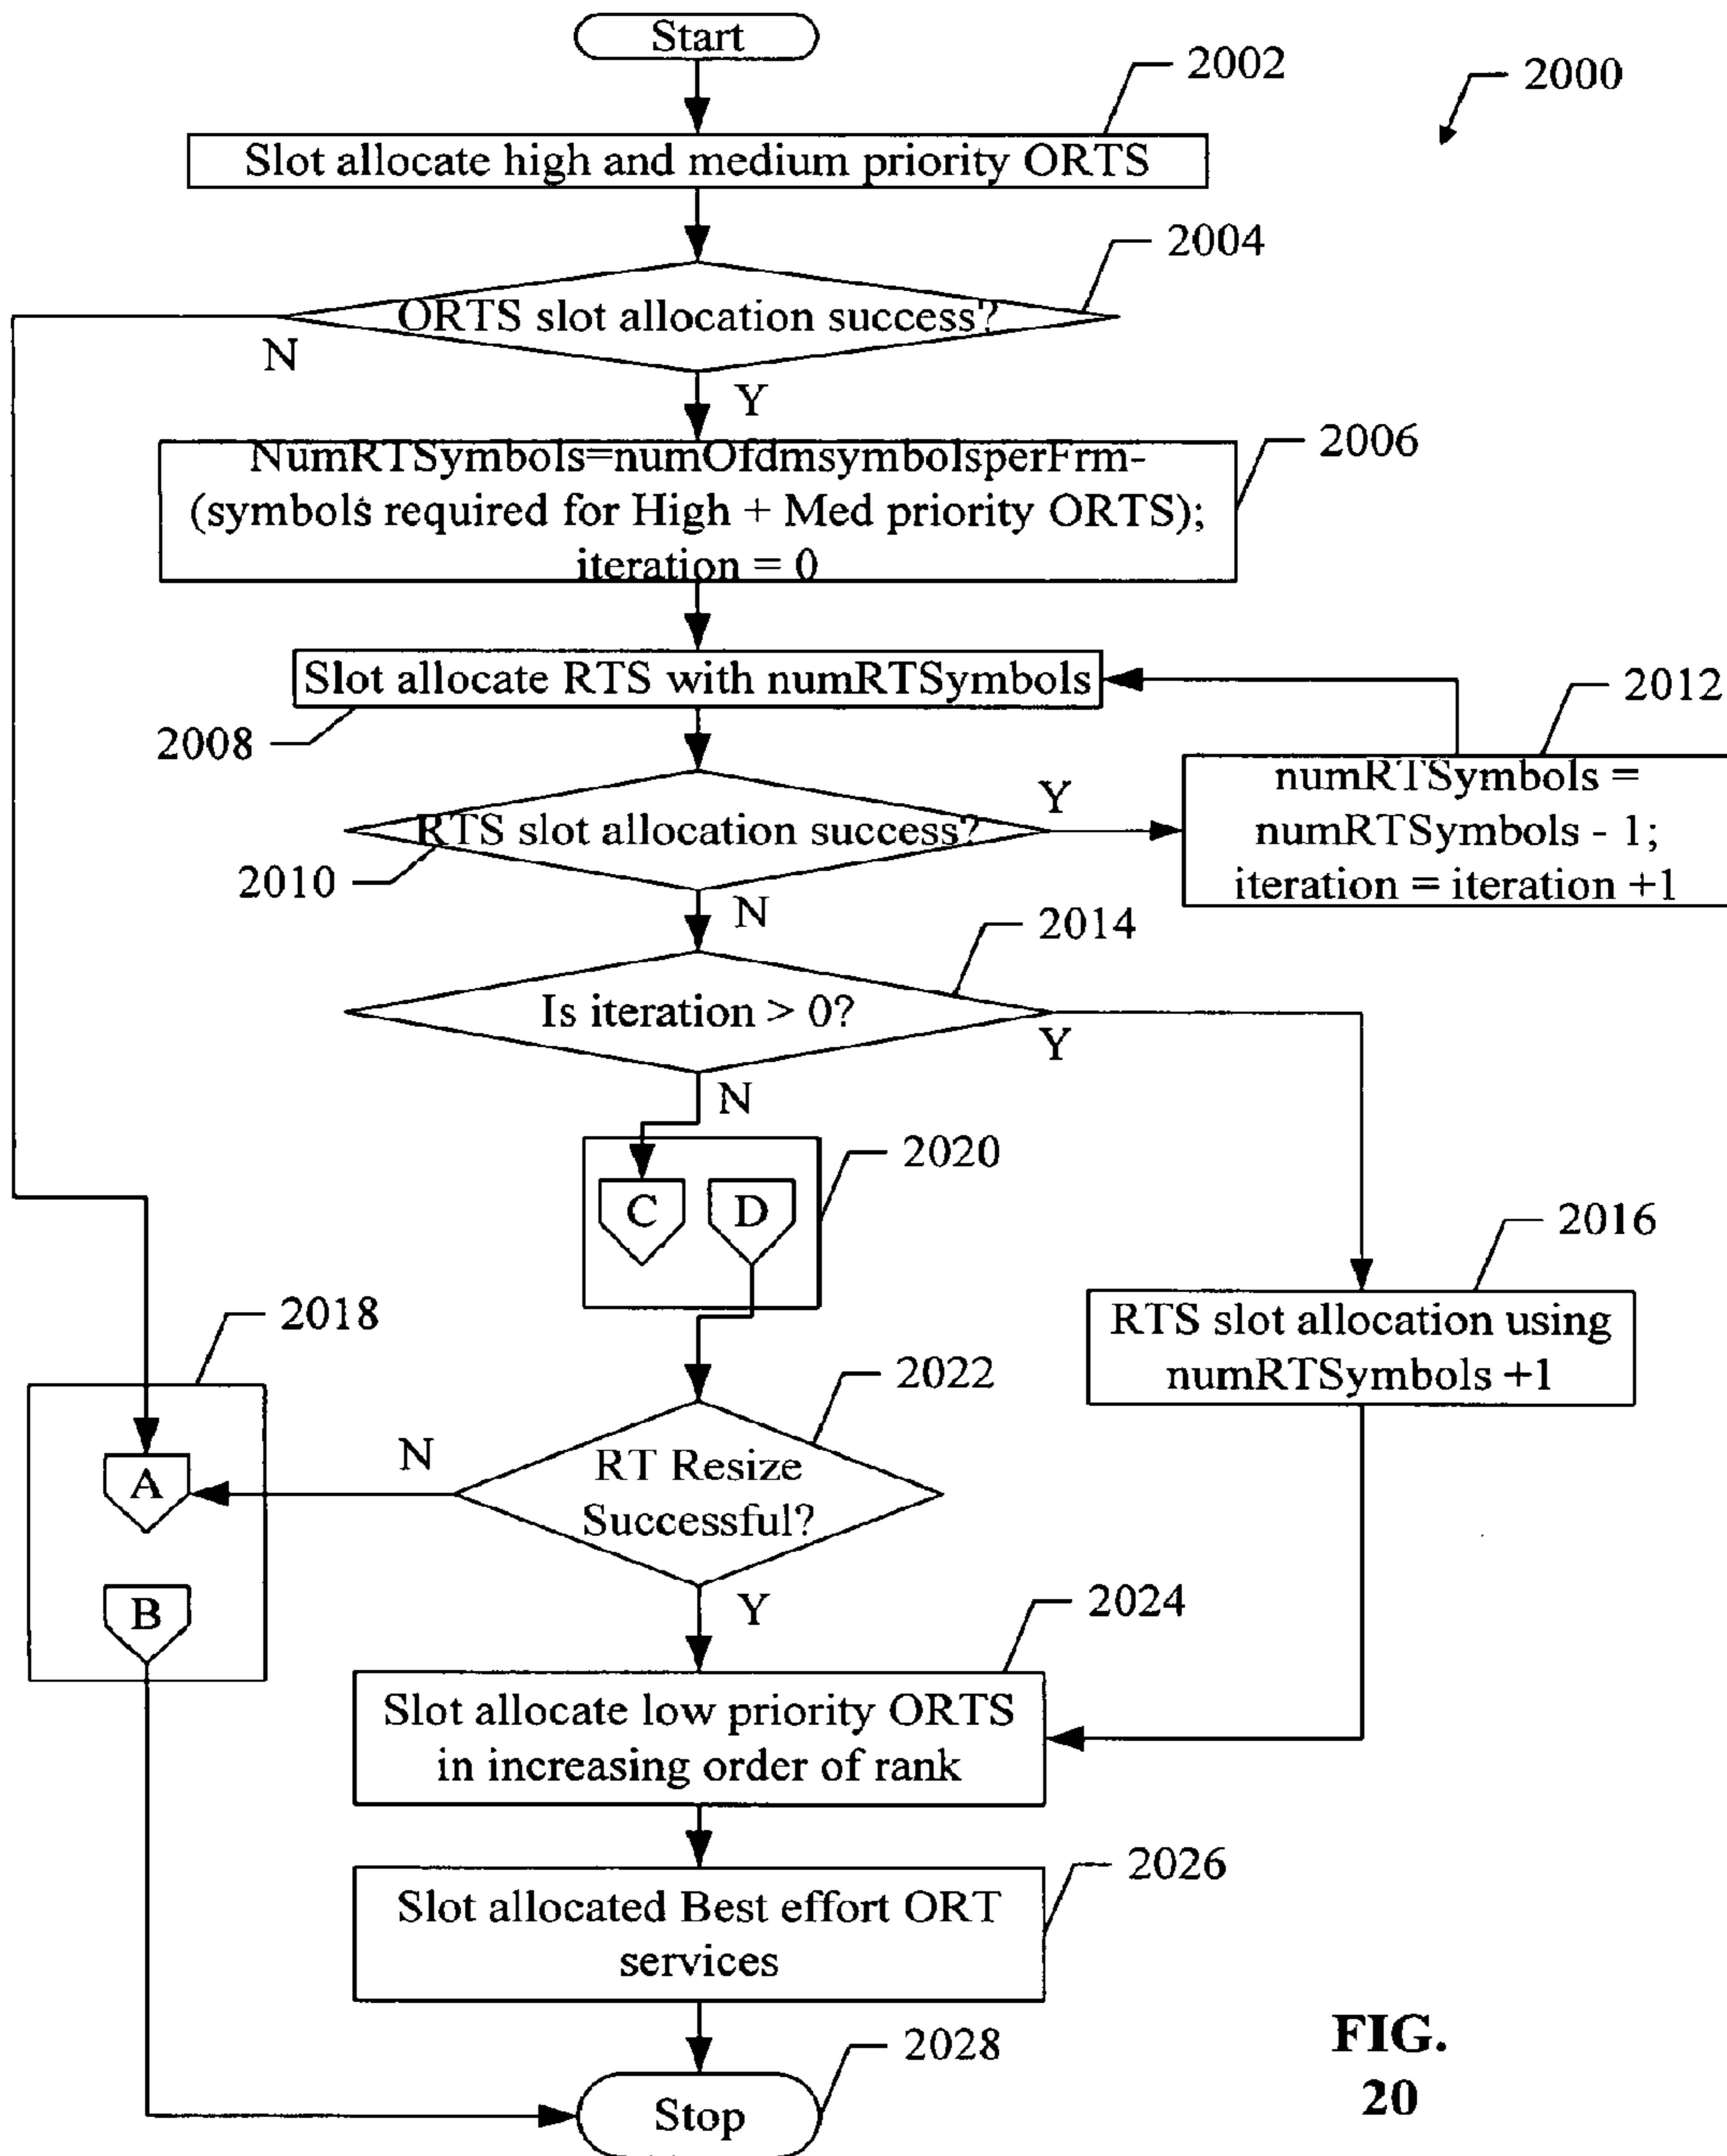 Start
2002
2000
Slot allocate high and medium priority ORTS
2004
ORTS slot allocation success?
N
Y
2006
NumRTSymbols=numOfdmsymbolsperFrm-
(symbols required for High + Med priority ORTS);
iteration = 0
Slot allocate RTS with numRTSymbols
2012
2008
numRTSymbols =
numRTSymbols - 1;
iteration = iteration +1
Y
RTS slot allocation success?
2010
N
2014
Is iteration > 0?
Y
N
2020
C
D
2016
RTS slot allocation using
numRTSymbols +1
2018
2022
A
N
RT Resize
Successful?
B
Y
2024
Slot allocate low priority ORTS
in increasing order of rank
2026
Slot allocated Best effort ORT
services
2028
Stop
FIG.
20